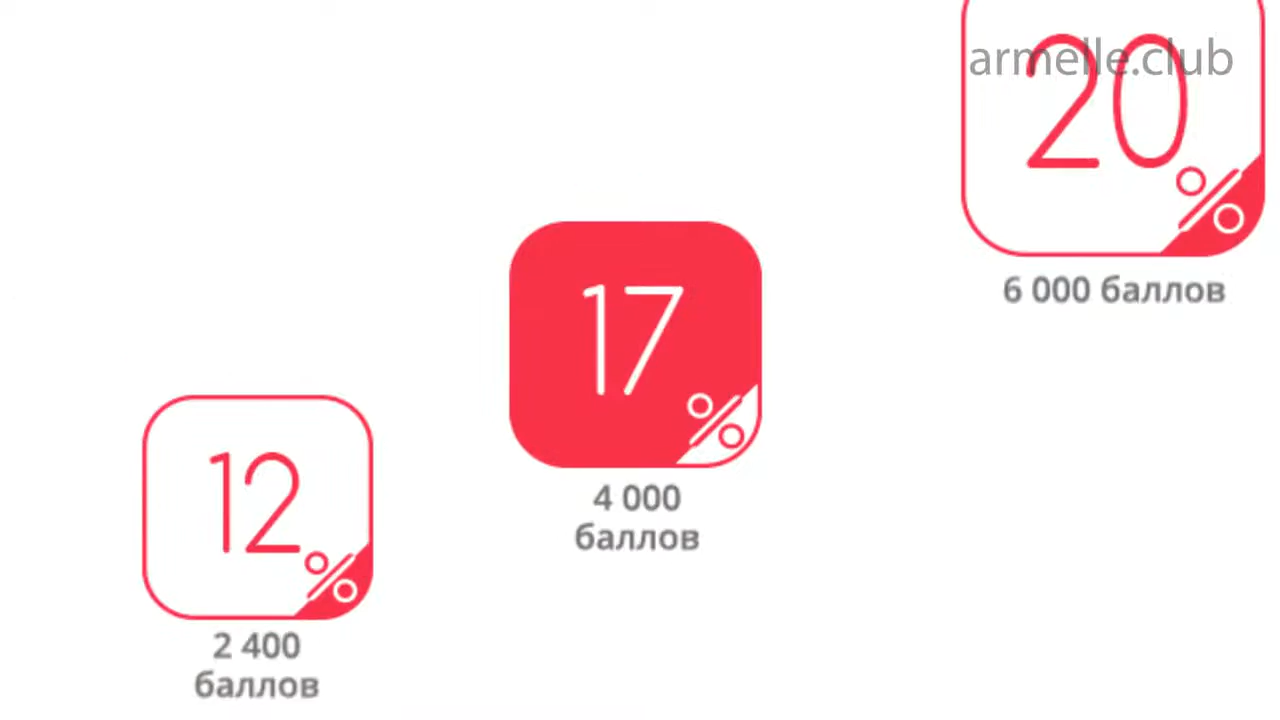 armelle.club
20 %
6 000 баллов
17 %
4 000
баллов
12 %
2 400
баллов